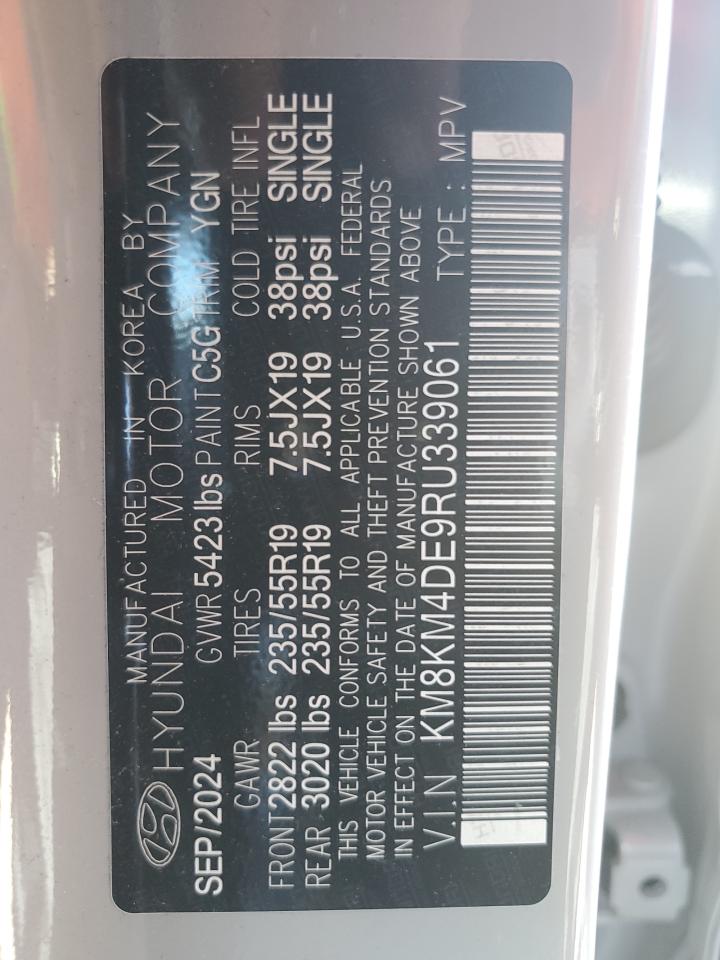 MANUFACTURED IN KOREA BY
HYUNDAI MOTOR COMPANY
SEP/2024 GVWR 5423 lbs PAINT C5G TRIM YGN
GAWR TIRES RIMS COLD TIRE INFL
FRONT 2822 lbs 235/55R19 7.5JX19 38psi SINGLE
REAR 3020 lbs 235/55R19 7.5JX19 38psi SINGLE
THIS VEHICLE CONFORMS TO ALL APPLICABLE U.S.A. FEDERAL
MOTOR VEHICLE SAFETY AND THEFT PREVENTION STANDARDS
IN EFFECT ON THE DATE OF MANUFACTURE SHOWN ABOVE
V.I.N KM8KM4DE9RU339061 TYPE : MPV